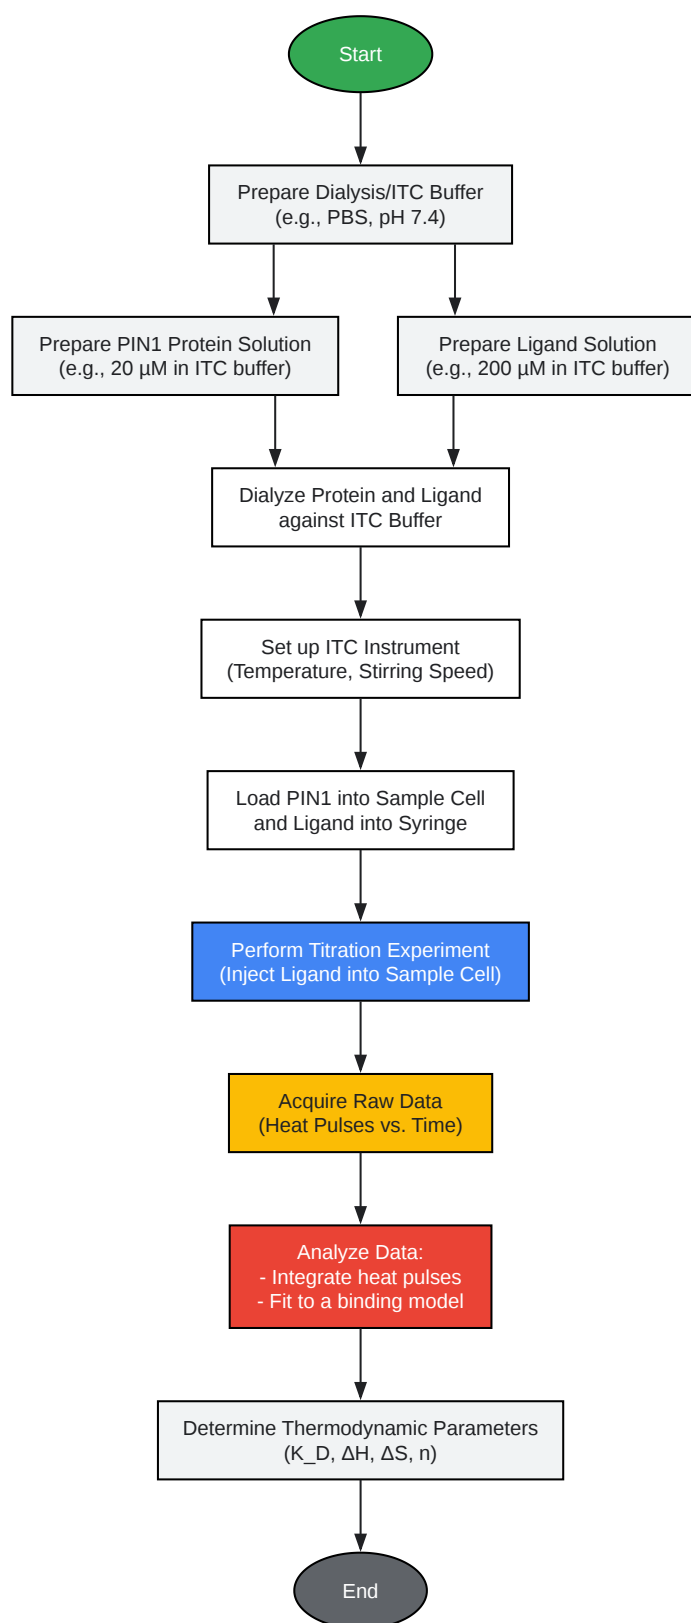 Start
Prepare Dialysis/ITC Buffer
(e.g., PBS, pH 7.4)
Prepare PIN1 Protein Solution
(e.g., 20 µM in ITC buffer)
Prepare Ligand Solution
(e.g., 200 µM in ITC buffer)
Dialyze Protein and Ligand
against ITC Buffer
Set up ITC Instrument
(Temperature, Stirring Speed)
Load PIN1 into Sample Cell
and Ligand into Syringe
Perform Titration Experiment
(Inject Ligand into Sample Cell)
Acquire Raw Data
(Heat Pulses vs. Time)
Analyze Data:
- Integrate heat pulses
- Fit to a binding model
Determine Thermodynamic Parameters
(K_D, ΔH, ΔS, n)
End